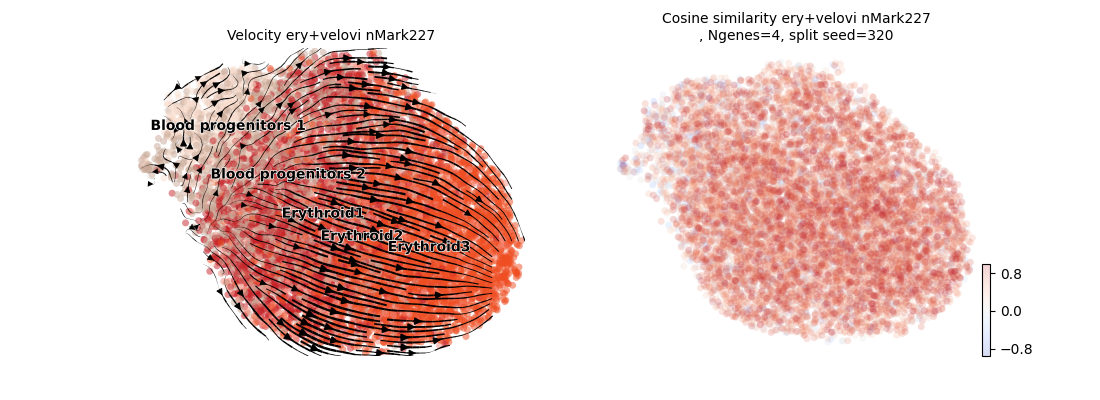 Velocity ery+velovi nMark227
Blood progenitors 1
Blood progenitors 2
Erythroid1
Erythroid2
Erythroid3
Cosine similarity ery+velovi nMark227
, Ngenes=4, split seed=320
0.8
0.0
−0.8